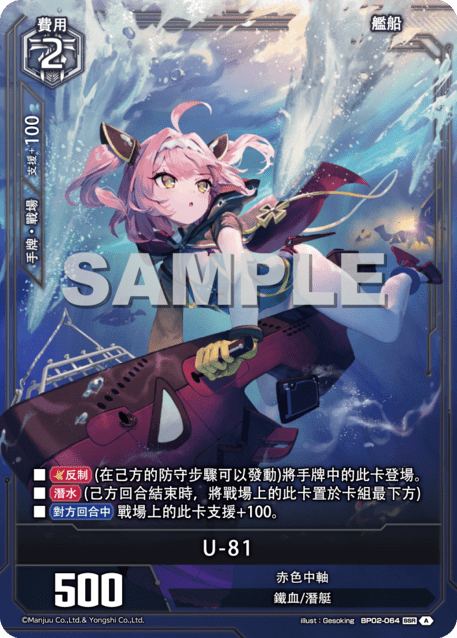 費用
2
艦船
手牌・戰場 支援+100
SAMPLE
■ 反制 (在己方的防守步驟可以發動)將手牌中的此卡登場。
■ 潛水 (己方回合結束時，將戰場上的此卡置於卡組最下方)
■ 對方回合中 戰場上的此卡支援+100。
U-81
500
赤色中軸
鐵血/潛艇
©Manjuu Co.,Ltd.& Yongshi Co.,Ltd. illust : Gesoking BP02-064 SSR A